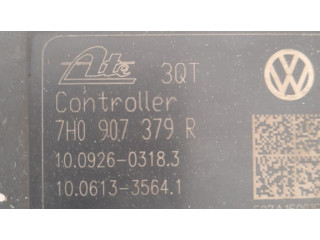 Ate 3QT
Controller
7H0 907 379 R
10.0926-0318.3
10.0613-3564.1